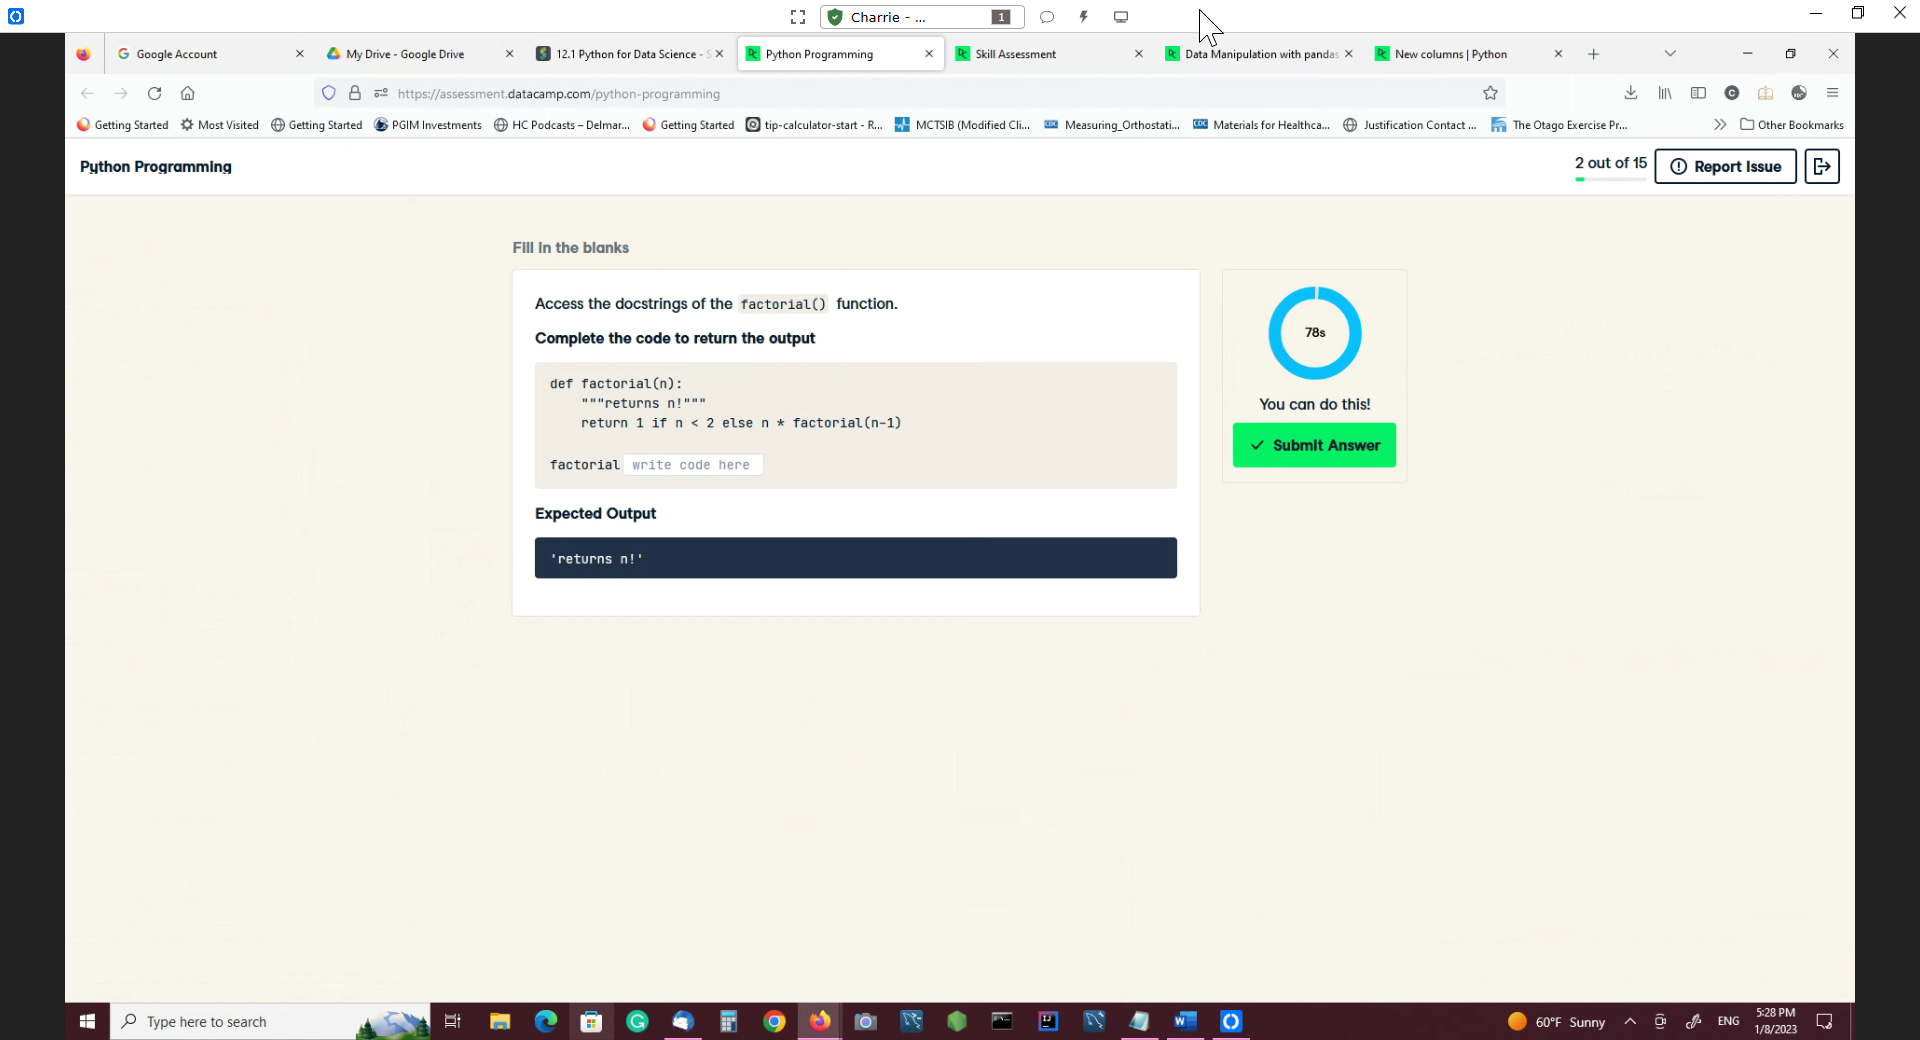 Charrie - ...
1
Google Account
My Drive - Google Drive
12.1 Python for Data Science - S
Python Programming
Skill Assessment
Data Manipulation with pandas
New columns | Python
https://assessment.datacamp.com/python-programming
Getting Started
Most Visited
Getting Started
PGIM Investments
HC Podcasts – Delmar...
Getting Started
tip-calculator-start - R...
MCTSIB (Modified Cli...
Measuring_Orthostati...
Materials for Healthca...
Justification Contact ...
The Otago Exercise Pr...
Other Bookmarks
Python Programming
2 out of 15
Report Issue
Fill in the blanks
Access the docstrings of the factorial() function.
Complete the code to return the output
def factorial(n):
"""returns n!"""
return 1 if n < 2 else n * factorial(n-1)
factorial write code here
Expected Output
'returns n!'
78s
You can do this!
Submit Answer
Type here to search
60°F Sunny
ENG
5:28 PM
1/8/2023